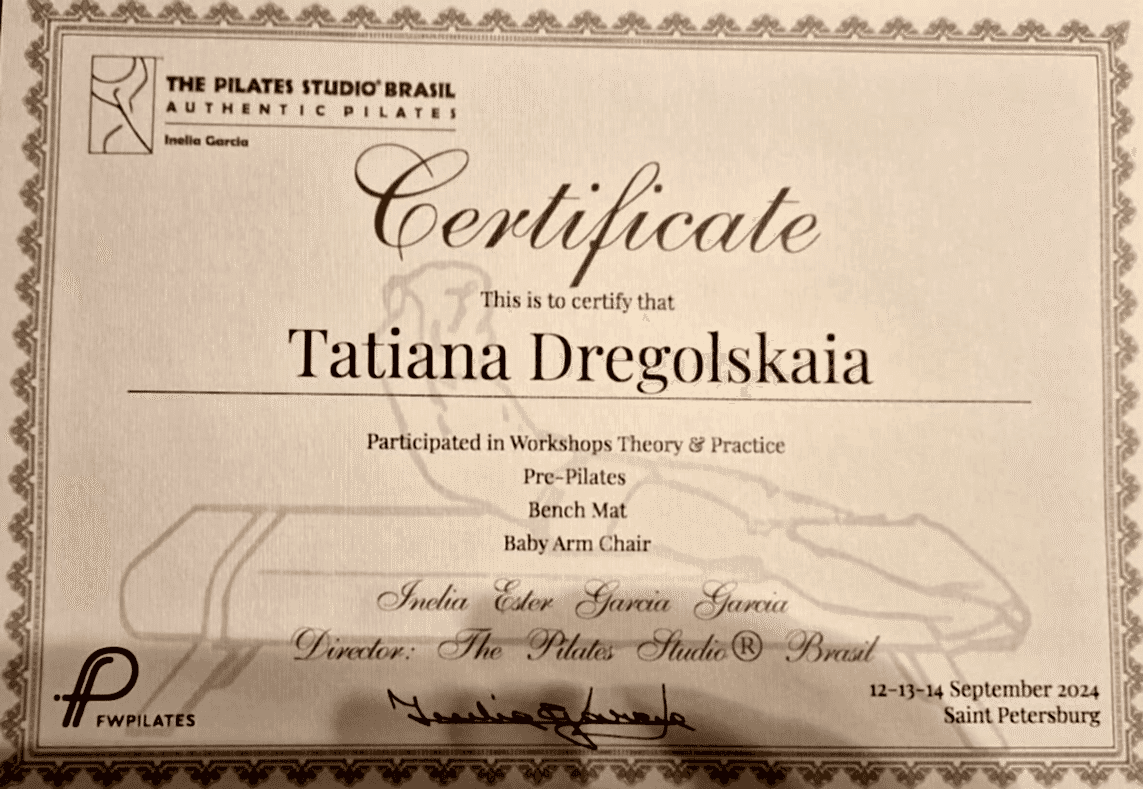 THE PILATES STUDIO® BRASIL
AUTHENTIC PILATES
Inelia Garcia
Certificate
This is to certify that
Tatiana Dregolskaia
Participated in Workshops Theory & Practice
Pre-Pilates
Bench Mat
Baby Arm Chair
Inelia Ester Garcia Garcia
Director: The Pilates Studio® Brasil
Inelia Garcia
FWPILATES
12-13-14 September 2024
Saint Petersburg